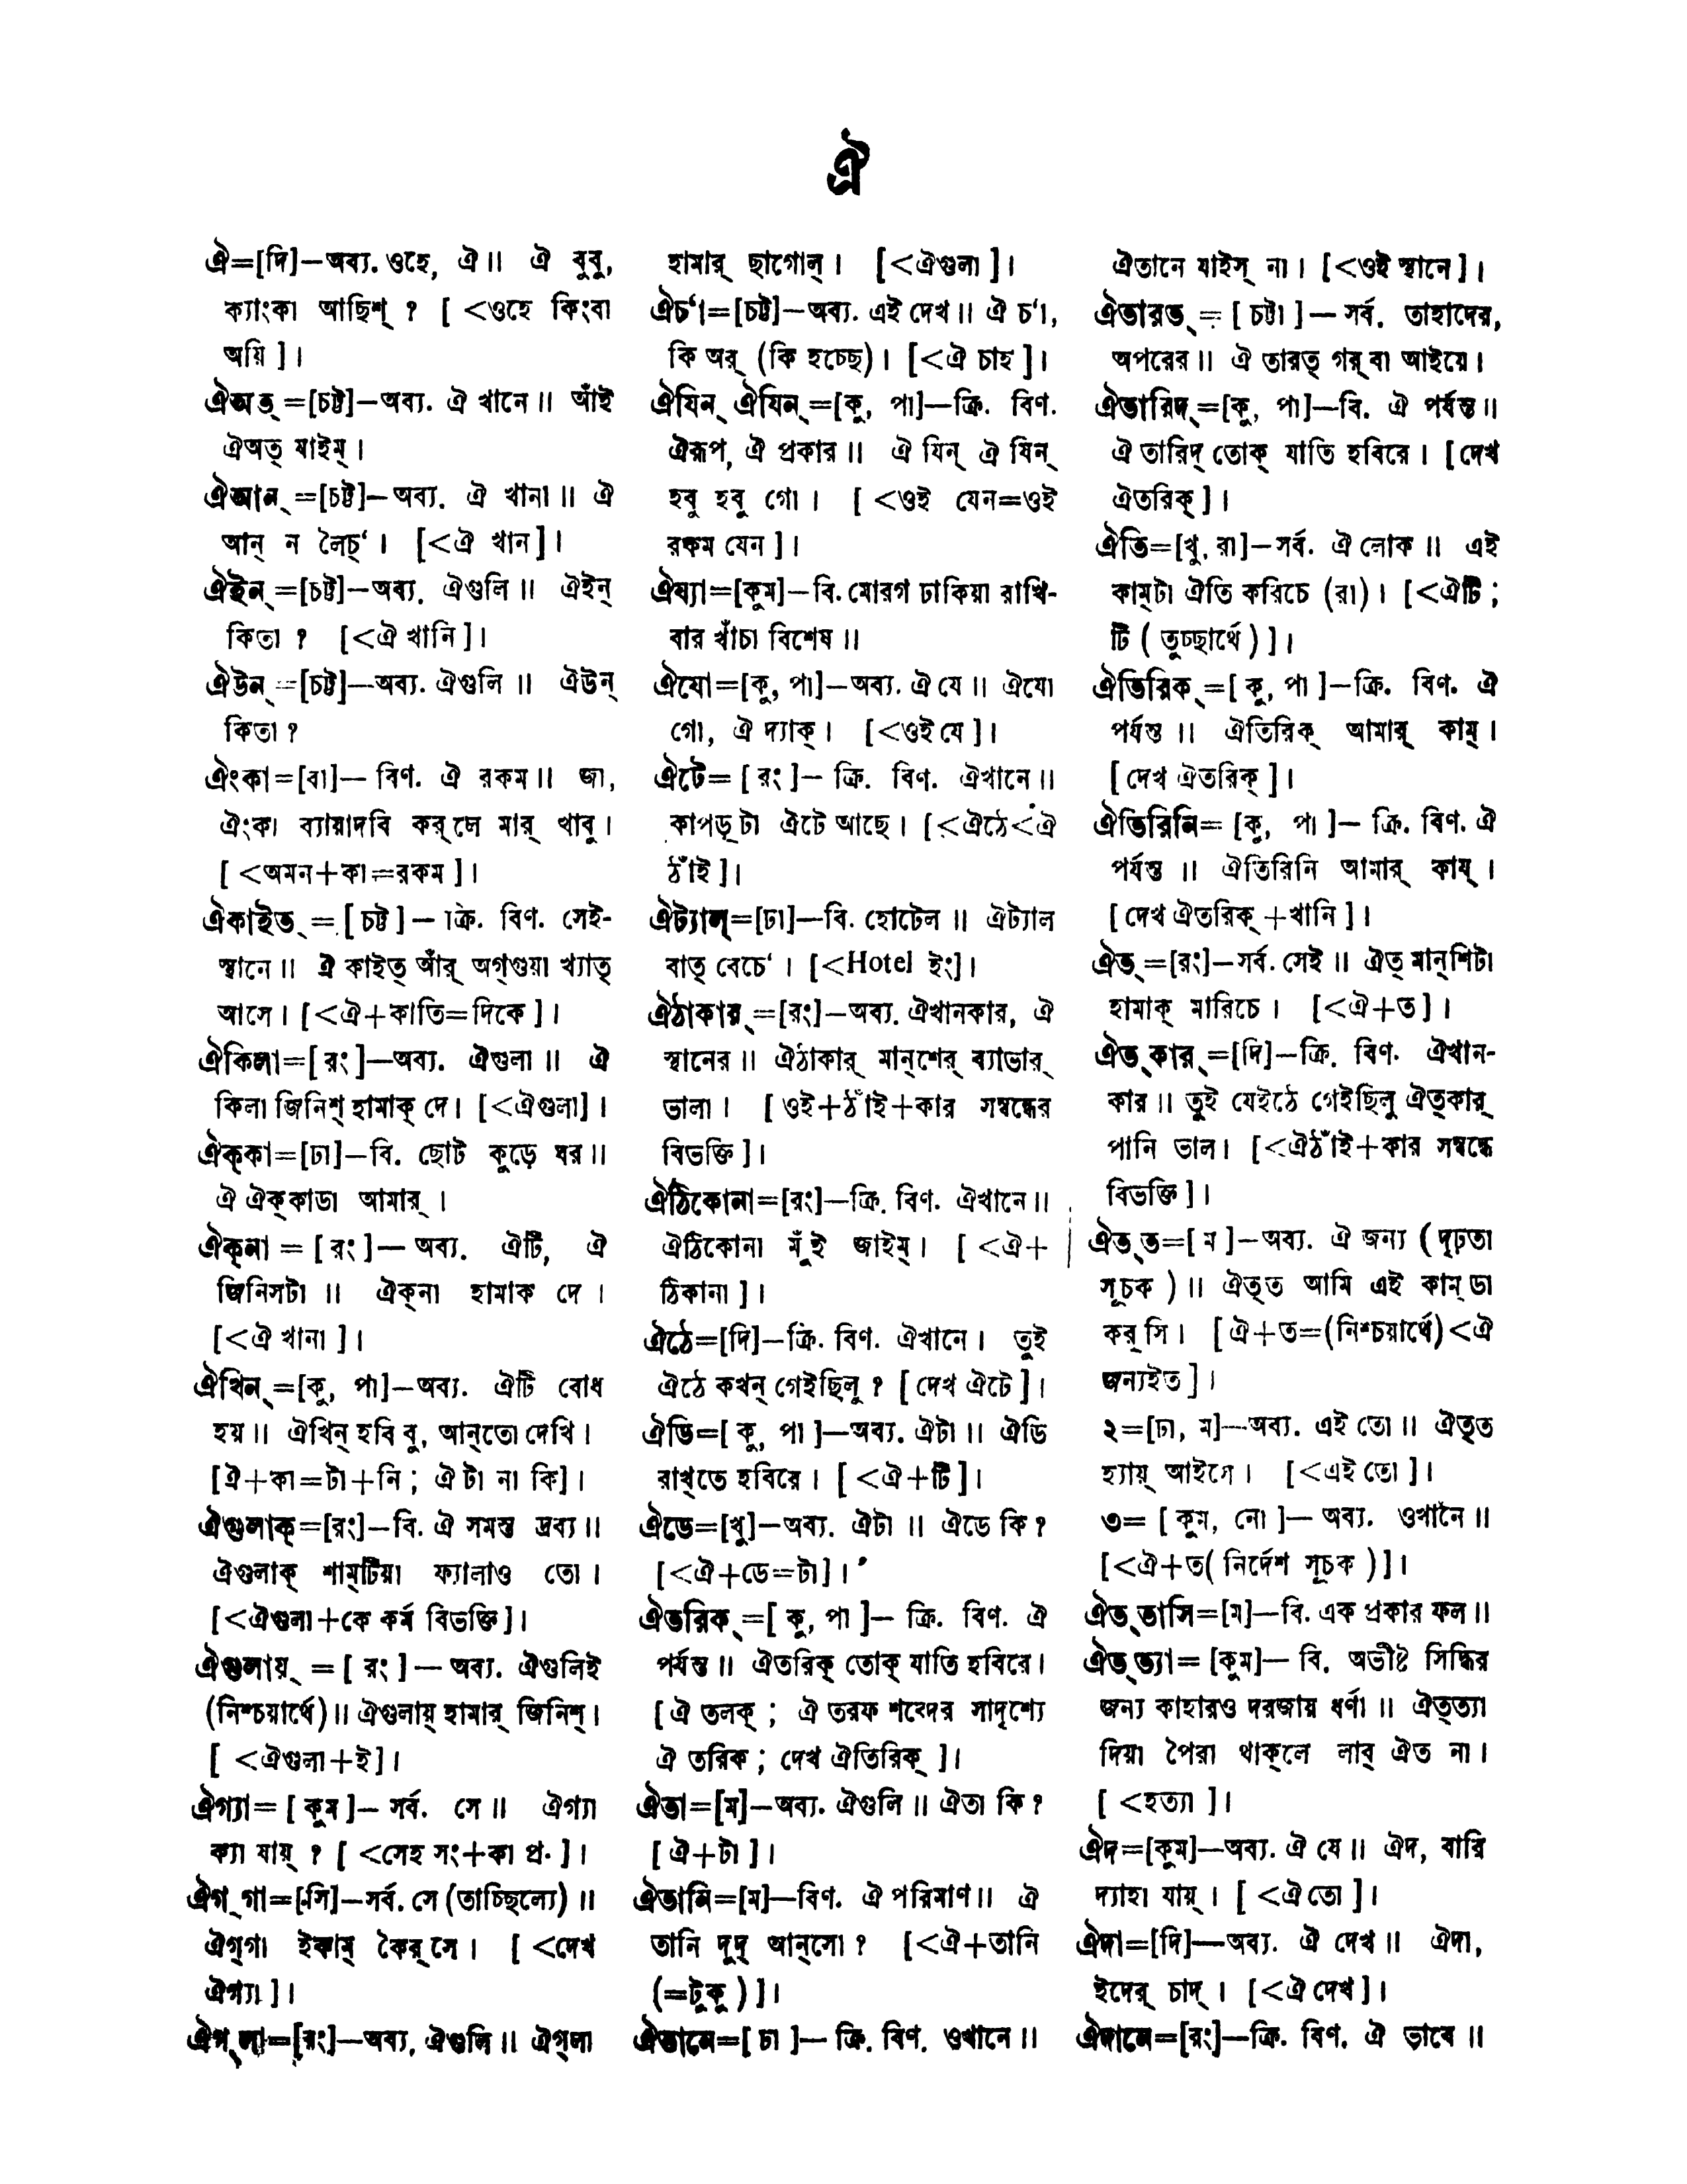 ঐ
ঐ=[দি]—অব্য. ওহে, ঐ॥ ঐ বুবু,
ক্যাংকা আছিশ্ ? [ <ওহে কিংবা
অয়ি ]।
ঐঅত্=[চট্ট]—অব্য. ঐ খানে॥ আঁই
ঐঅত্ যাইম্।
ঐআন্=[চট্ট]—অব্য. ঐ খানা॥ ঐ
আন্ ন লৈচ্‘। [<ঐ খান]।
ঐইন্=[চট্ট]—অব্য. ঐগুলি॥ ঐইন্
কিতা ? [<ঐ খানি]।
ঐউন্=[চট্ট]—অব্য. ঐগুলি॥ ঐউন্
কিতা ?
ঐংকা=[রা]— বিণ. ঐ রকম॥ জা,
ঐংকা ব্যায়াদবি কর্‌লে মার্ খাবু।
[ <অমন+কা=রকম ]।
ঐকাইত্=[ চট্ট ] — ক্রি. বিণ. সেই-
স্থানে॥ ঐ কাইত্ আঁর্ অগ্‌গুয়া খ্যাত্
আসে। [<ঐ+কাতি=দিকে ]।
ঐকিলা=[ রং ]—অব্য. ঐগুলা॥ ঐ
কিলা জিনিশ্ হামাক্ দে। [<ঐগুলা]।
ঐক্‌কা=[ঢা]—বি. ছোট কুড়ে ঘর॥
ঐ ঐক্‌কাডা আমার্।
ঐক্‌না = [ রং ]— অব্য. ঐটি, ঐ
জিনিসটা॥ ঐক্‌না হামাক দে।
[<ঐ খানা ]।
ঐখিন্=[কু, পা]—অব্য. ঐটি বোধ
হয়॥ ঐখিন্ হবি বু, আন্‌তো দেখি।
[ঐ+কা=টা+নি ; ঐ টা না কি]।
ঐগুলাক্=[রং]—বি. ঐ সমস্ত দ্রব্য॥
ঐগুলাক্ শাম্‌টিয়া ফ্যালাও তো।
[<ঐগুলা+কে কর্ম বিভক্তি]।
ঐগুলায়্ = [ রং ] — অব্য. ঐগুলিই
(নিশ্চয়ার্থে)॥ ঐগুলায়্ হামার্ জিনিশ্।
[ <ঐগুলা+ই]।
ঐগ্যা= [ কুম ]— সর্ব. সে॥ ঐগ্যা
ক্যা যায়্ ? [ <সেহ সং+কা প্র. ]।
ঐগ্‌গা=[সি]—সর্ব. সে (তাচ্ছিল্যে)॥
ঐগ্‌গা ইকাম্ কৈর্‌সে। [ <দেখ
ঐগ্যা ]।
ঐগ্‌লা=[রং]—অব্য. ঐগুলি॥ ঐগ্‌লা
হামার্ ছাগোল্। [<ঐগুলা ]।
ঐচ‘া=[চট্ট]—অব্য. এই দেখ॥ ঐ চ‘া,
কি অর্ (কি হচ্ছে)। [<ঐ চাহ ]।
ঐযিন্ ঐযিন্=[কু, পা]—ক্রি. বিণ.
ঐরূপ, ঐ প্রকার॥ ঐ যিন্ ঐ যিন্
হবু হবু গো। [ <ওই যেন=ওই
রকম যেন ]।
ঐষ্যা=[কুম]—বি. মোরগ ঢাকিয়া রাখি-
বার খাঁচা বিশেষ॥
ঐযো=[কু, পা]—অব্য. ঐ যে॥ ঐযো
গো, ঐ দ্যাক্। [<ওই যে ]।
ঐটে= [ রং ]— ক্রি. বিণ. ঐখানে॥
কাপড়্‌টা ঐটে আছে। [<ঐঠে<ঐ
ঠাঁই ]।
ঐট্যাল্=[ঢা]—বি. হোটেল॥ ঐট্যাল
বাত্ বেচে‘। [<Hotel ইং]।
ঐঠাকার্=[রং]—অব্য. ঐখানকার, ঐ
স্থানের॥ ঐঠাকার্ মান্‌শের্ ব্যাভার্
ভালা। [ ওই+ঠাঁই+কার সম্বন্ধের
বিভক্তি ]।
ঐঠিকোনা=[রং]—ক্রি. বিণ. ঐখানে॥
ঐঠিকোনা মুঁই জাইম্। [ <ঐ+
ঠিকানা ]।
ঐঠে=[দি]—ক্রি. বিণ. ঐখানে। তুই
ঐঠে কখন্ গেইছিলু ? [ দেখ ঐটে ]।
ঐডি=[ কু, পা ]—অব্য. ঐটা॥ ঐডি
রাখ্‌তে হবিরে। [ <ঐ+টি ]।
ঐডে=[খু]—অব্য. ঐটা॥ ঐডে কি ?
[<ঐ+ডে=টা]।
ঐতরিক্=[ কু, পা ]— ক্রি. বিণ. ঐ
পর্যন্ত॥ ঐতরিক্ তোক্ যাতি হবিরে।
[ ঐ তলক্ ; ঐ তরফ শব্দের সাদৃশ্যে
ঐ তরিক ; দেখ ঐতিরিক্ ]।
ঐতা=[ম]—অব্য. ঐগুলি॥ ঐতা কি ?
[ ঐ+টা ]।
ঐতানি=[ম]—বিণ. ঐ পরিমাণ॥ ঐ
তানি দুদু আন্‌সো ? [<ঐ+তানি
(=টুকু ) ]।
ঐতানে=[ ঢা ]— ক্রি. বিণ. ওখানে॥
ঐতানে যাইস্ না। [<ওই স্থানে ]।
ঐতারত্ = [ চট্টা ] — সর্ব. তাহাদের,
অপরের॥ ঐ তারত্ গর্ বা আইয়ে।
ঐতারিদ্=[কু, পা]—বি. ঐ পর্যন্ত॥
ঐ তারিদ্ তোক্ যাতি হবিরে। [দেখ
ঐতরিক্ ]।
ঐতি=[খু, রা]—সর্ব. ঐ লোক॥ এই
কাম্‌টা ঐতি করিচে (রা)। [<ঐটি ;
টি ( তুচ্ছার্থে ) ]।
ঐতিরিক্=[ কু, পা ]—ক্রি. বিণ. ঐ
পর্যন্ত॥ ঐতিরিক্ আমার্ কাম্।
[ দেখ ঐতরিক্ ]।
ঐতিরিনি= [কু, পা ]— ক্রি. বিণ. ঐ
পর্যন্ত॥ ঐতিরিনি আমার্ কাম্।
[ দেখ ঐতরিক্+খানি ]।
ঐত্=[রং]—সর্ব. সেই॥ ঐত্ মান্‌শিটা
হামাক্ মারিচে। [<ঐ+ত ]।
ঐত্‌কার্=[দি]—ক্রি. বিণ. ঐখান-
কার॥ তুই যেইঠে গেইছিলু ঐত্‌কার্
পানি ভাল। [<ঐঠাঁই+কার সম্বন্ধে
বিভক্তি ]।
ঐত্‌ত=[ ম ]—অব্য. ঐ জন্য ( দৃঢ়তা
সূচক )॥ ঐত্‌ত আমি এই কাম্‌ডা
কর্‌সি। [ ঐ+ত=(নিশ্চয়ার্থে)<ঐ
জন্যইত ]।
২=[ঢা, ম]—অব্য. এই তো॥ ঐত্‌ত
হ্যায়্ আইগে। [<এই তো ]।
৩= [ কুম, নো ]— অব্য. ওখানে॥
[<ঐ+ত( নির্দেশ সূচক )]।
ঐত্‌তাসি=[ম]—বি. এক প্রকার ফল॥
ঐত্‌ত্যা= [কুম]— বি. অভীষ্ট সিদ্ধির
জন্য কাহারও দরজায় ধর্ণা॥ ঐত্‌ত্যা
দিয়া পৈরা থাক্‌লে লাব্ ঐত না।
[ <হত্যা ]।
ঐদ=[কুম]—অব্য. ঐ যে॥ ঐদ, বারি
দ্যাহা যায়্। [ <ঐ তো ]।
ঐদা=[দি]—অব্য. ঐ দেখ॥ ঐদা,
ইদের্ চাদ্। [<ঐ দেখ ]।
ঐদানে=[রং]—ক্রি. বিণ. ঐ ভাবে॥